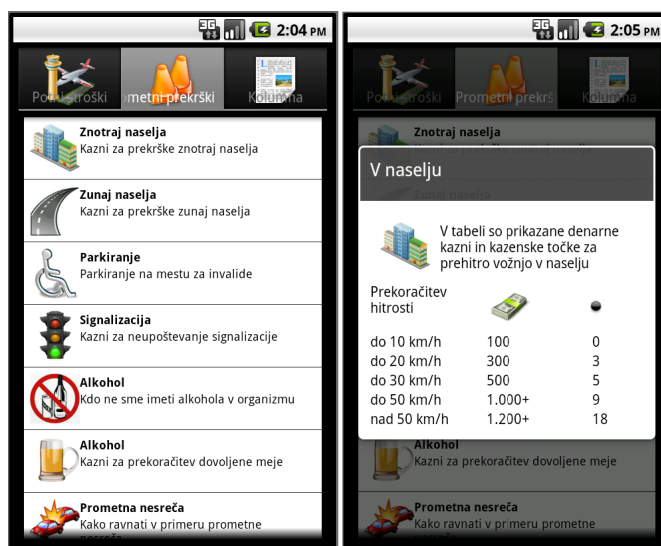 3G 2:04 PM
Potni stroški ometni prekrški Kolumna
Znotraj naselja
Kazni za prekrške znotraj naselja
Zunaj naselja
Kazni za prekrške zunaj naselja
Parkiranje
Parkiranje na mestu za invalide
Signalizacija
Kazni za neupoštevanje signalizacije
Alkohol
Kdo ne sme imeti alkohola v organizmu
Alkohol
Kazni za prekoračitev dovoljene meje
Prometna nesreča
Kako ravnati v primeru prometne
nesreče
3G 2:05 PM
Potni stroški Prometni prekrš Kolumna
Znotraj naselja
Zunaj naselja
V naselju
V tabeli so prikazane denarne
kazni in kazenske točke za
prehitro vožnjo v naselju
Prekoračitev
hitrosti
do 10 km/h 100 0
do 20 km/h 300 3
do 30 km/h 500 5
do 50 km/h 1.000+ 9
nad 50 km/h 1.200+ 18
Alkohol
Kazni za prekoračitev dovoljene meje
Prometna nesreča
Kako ravnati v primeru prometne